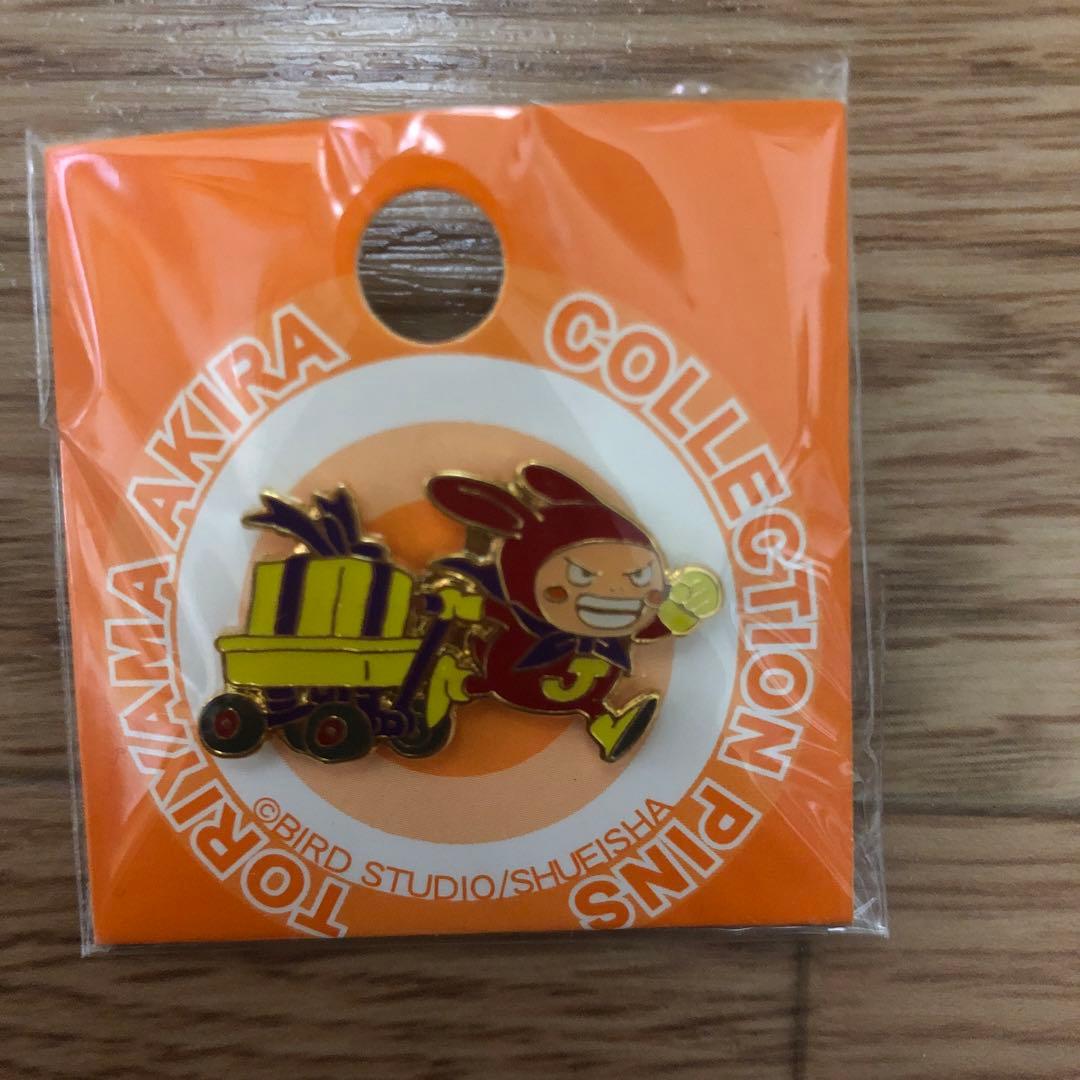 TORIYAMA AKIRA
COLLECTION PINS
J
©BIRD STUDIO/SHUEISHA